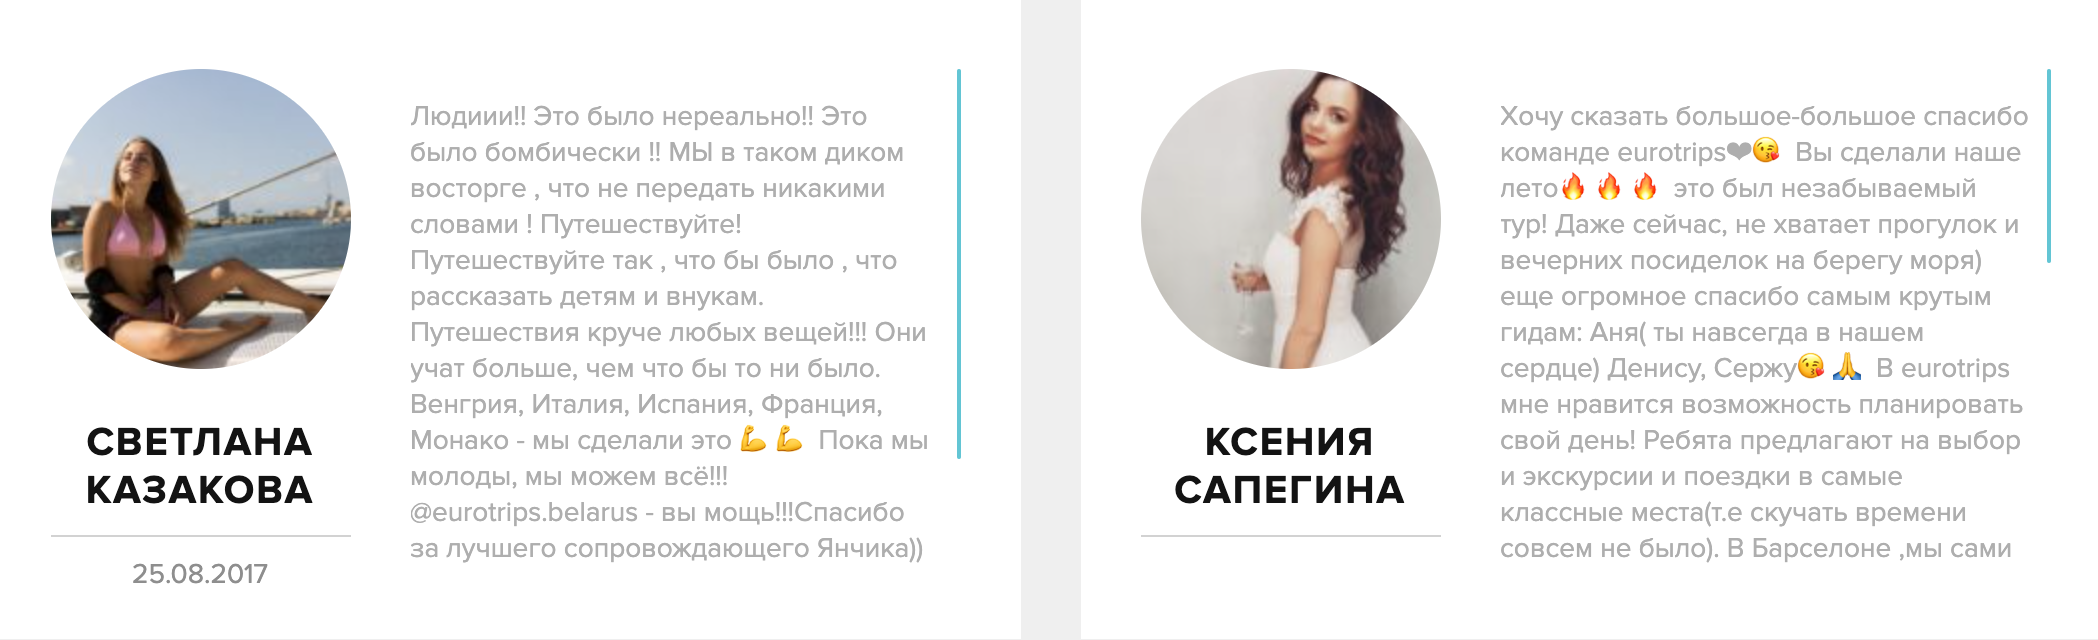 Людиии!! Это было нереально!! Это
было бомбически !! МЫ в таком диком
восторге , что не передать никакими
словами ! Путешествуйте!
Путешествуйте так , что бы было , что
рассказать детям и внукам.
Путешествия круче любых вещей!!! Они
учат больше, чем что бы то ни было.
Венгрия, Италия, Испания, Франция,
Монако - мы сделали это 💪 💪 Пока мы
молоды, мы можем всё!!!
@eurotrips.belarus - вы мощь!!!Спасибо
за лучшего сопровождающего Янчика))
СВЕТЛАНА
КАЗАКОВА
25.08.2017
Хочу сказать большое-большое спасибо
команде eurotrips❤😘 Вы сделали наше
лето🔥 🔥 🔥 это был незабываемый
тур! Даже сейчас, не хватает прогулок и
вечерних посиделок на берегу моря)
еще огромное спасибо самым крутым
гидам: Аня( ты навсегда в нашем
сердце) Денису, Сержу😘 🙏 В eurotrips
мне нравится возможность планировать
свой день! Ребята предлагают на выбор
и экскурсии и поездки в самые
классные места(т.е скучать времени
совсем не было). В Барселоне ,мы сами
КСЕНИЯ
САПЕГИНА